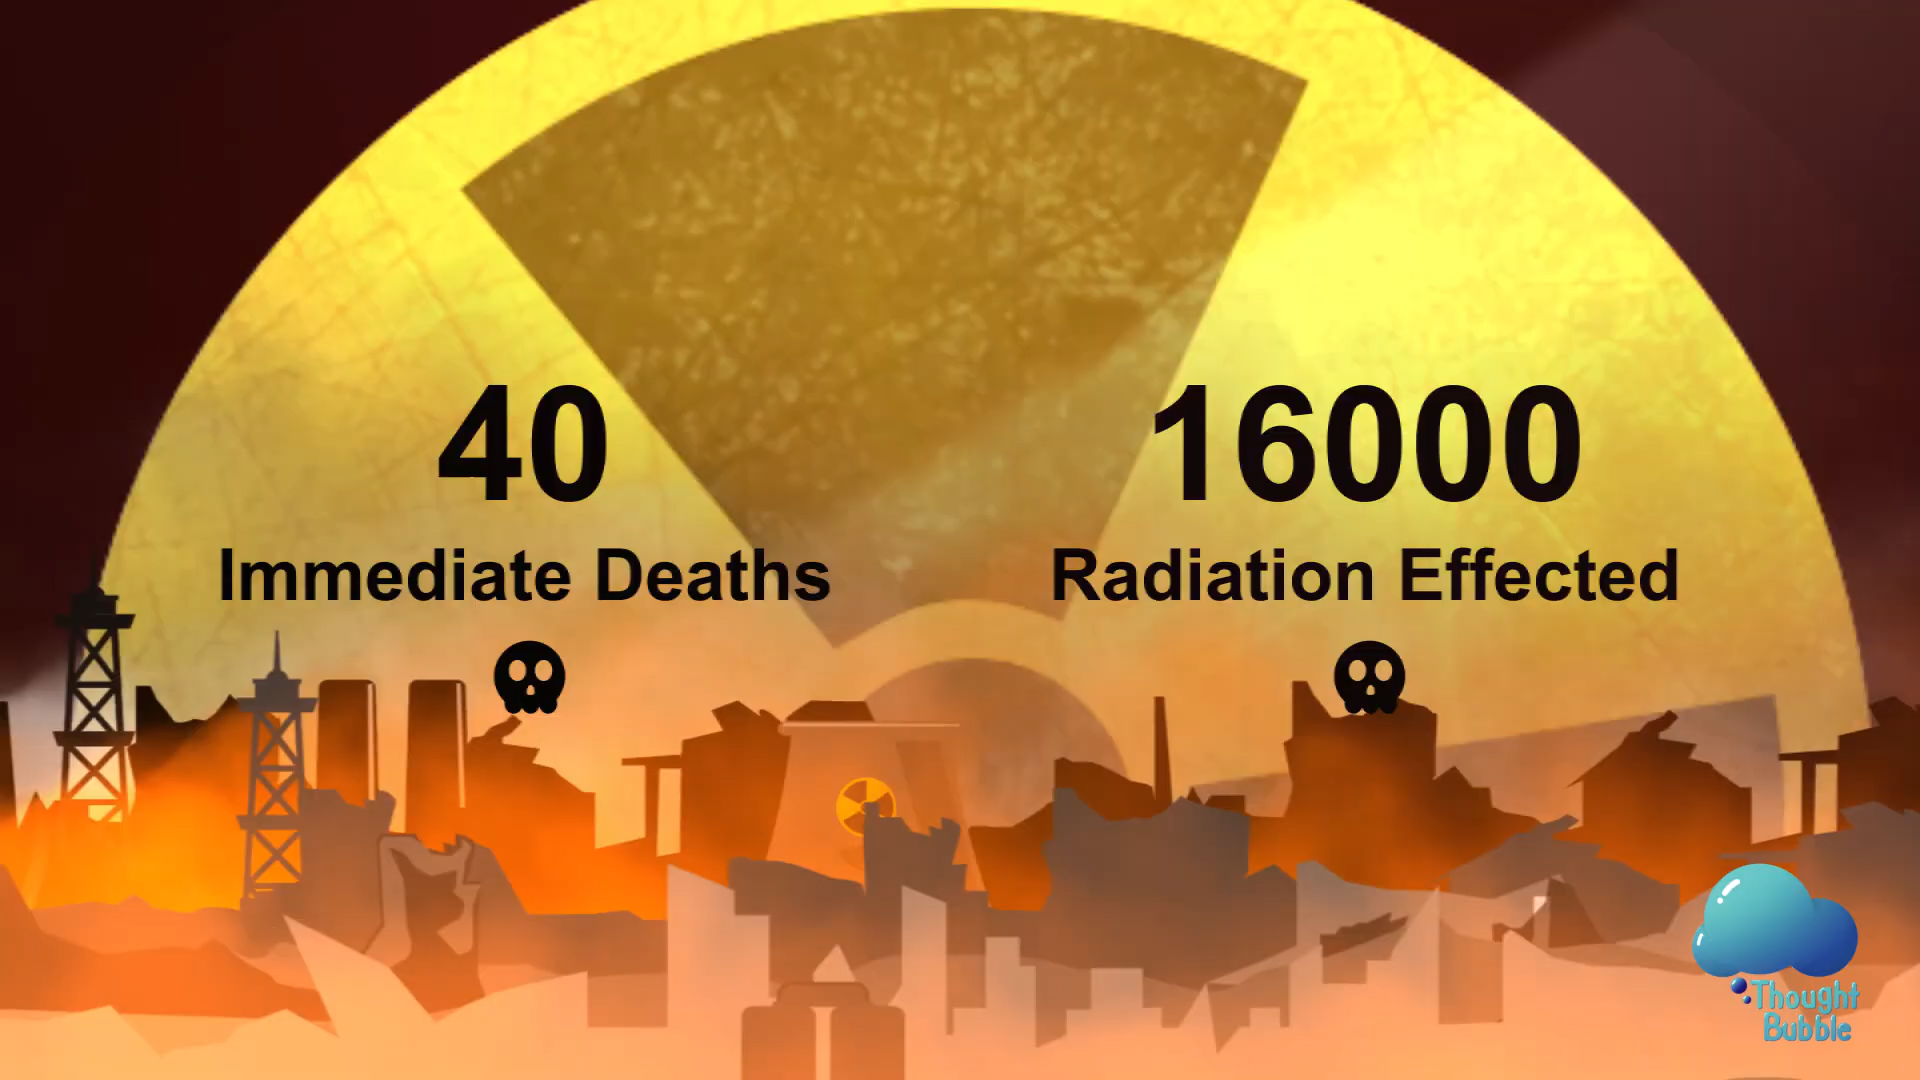 40
Immediate Deaths
16000
Radiation Effected
Thought
Bubble